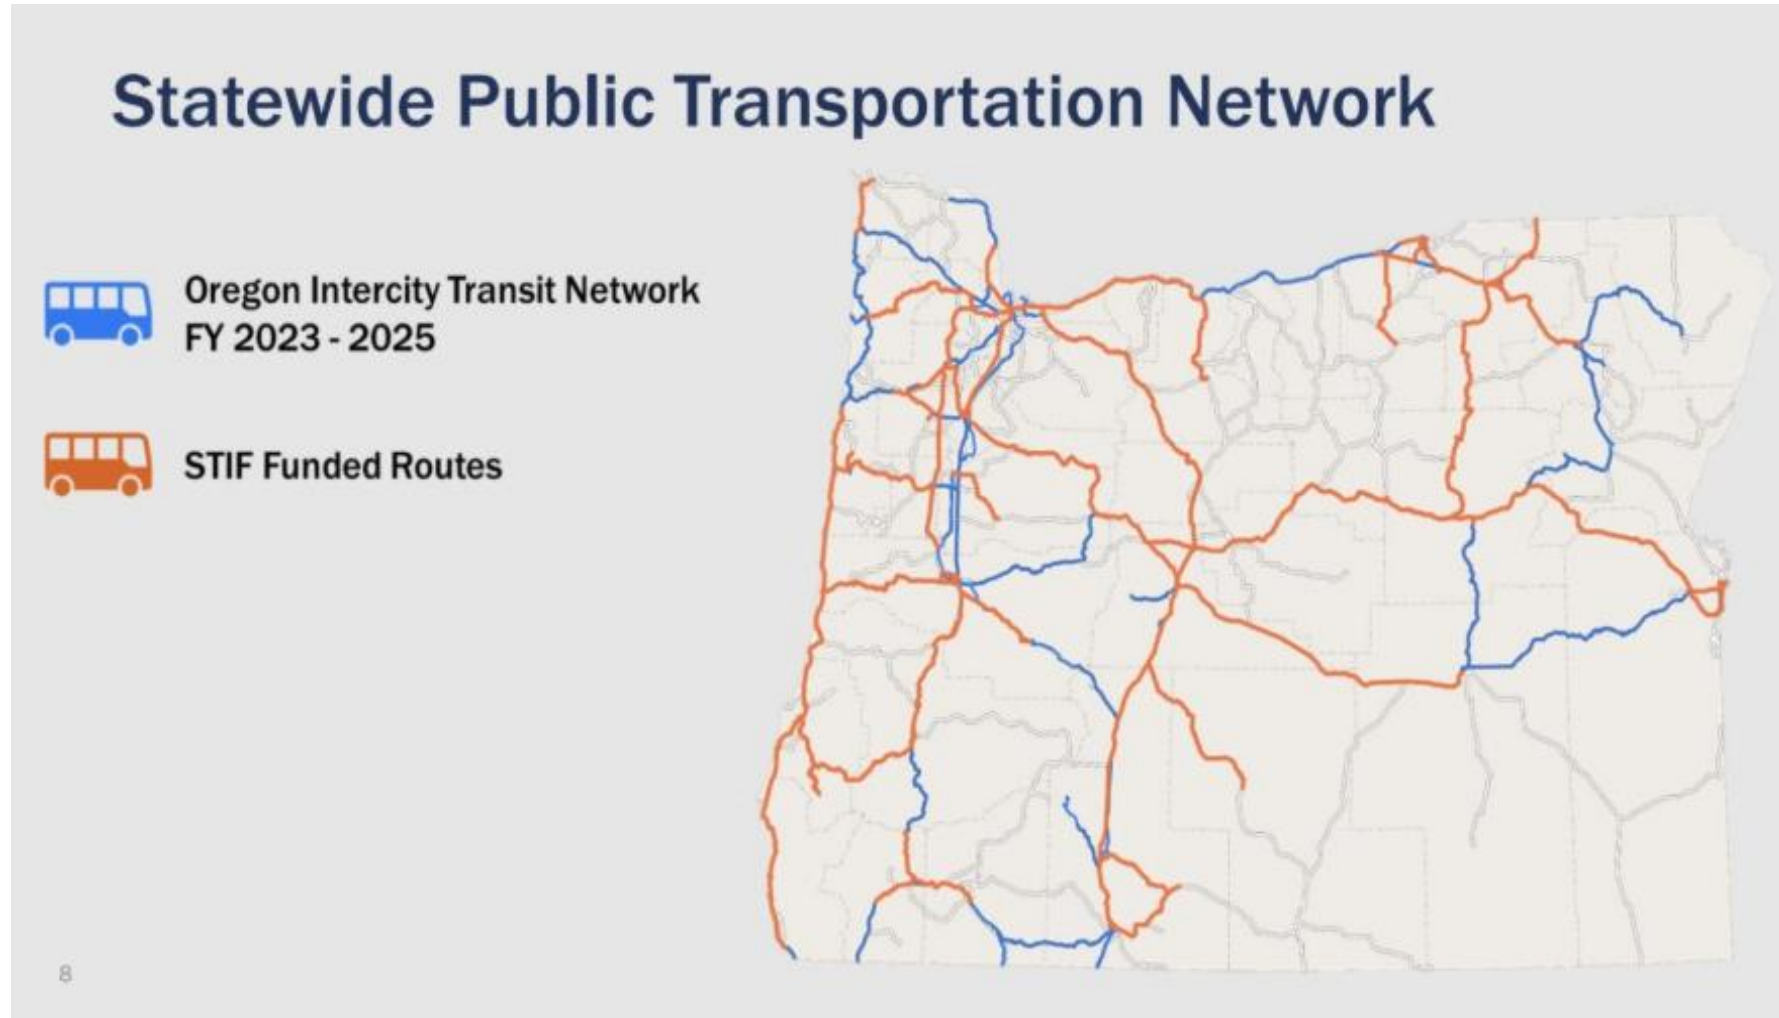 Statewide Public Transportation Network
Oregon Intercity Transit Network
FY 2023 - 2025
STIF Funded Routes
8